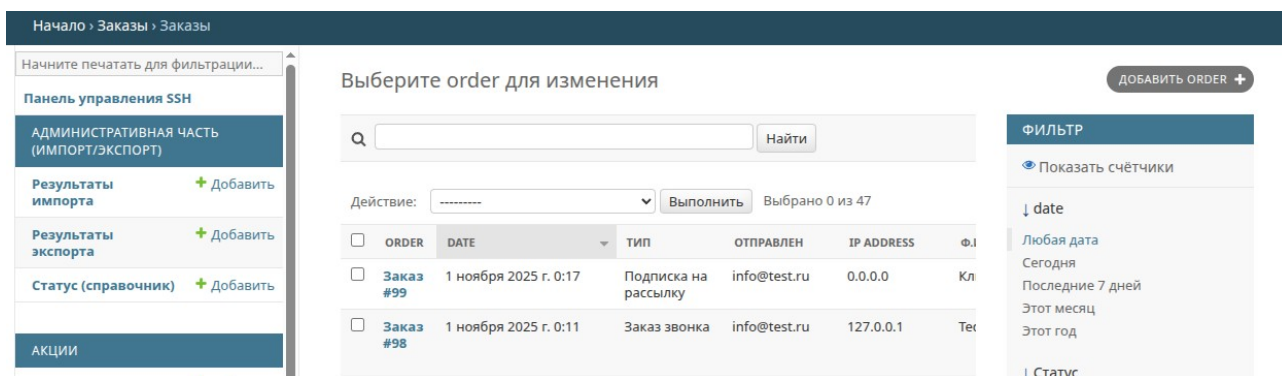 Начало › Заказы › Заказы
Начните печатать для фильтрации...
Панель управления SSH
АДМИНИСТРАТИВНАЯ ЧАСТЬ
(ИМПОРТ/ЭКСПОРТ)
Результаты импорта
Добавить
Результаты экспорта
Добавить
Статус (справочник)
Добавить
АКЦИИ
Выберите order для изменения
ДОБАВИТЬ ORDER
Найти
Действие: --------- Выполнить Выбрано 0 из 47
ORDER DATE ТИП ОТПРАВЛЕН IP ADDRESS
Заказ #99 1 ноября 2025 г. 0:17 Подписка на рассылку info@test.ru 0.0.0.0
Заказ #98 1 ноября 2025 г. 0:11 Заказ звонка info@test.ru 127.0.0.1
ФИЛЬТР
Показать счётчики
↓ date
Любая дата
Сегодня
Последние 7 дней
Этот месяц
Этот год
↓ Статус